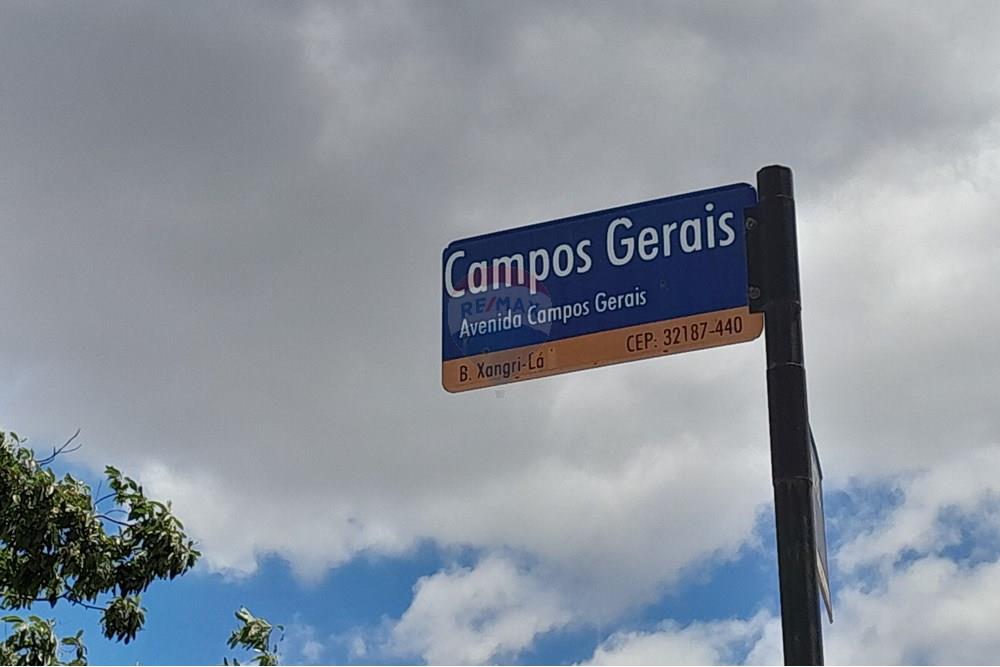 Campos Gerais
RE/MAX
Avenida Campos Gerais
B. Xangri-Lá CEP: 32187-440